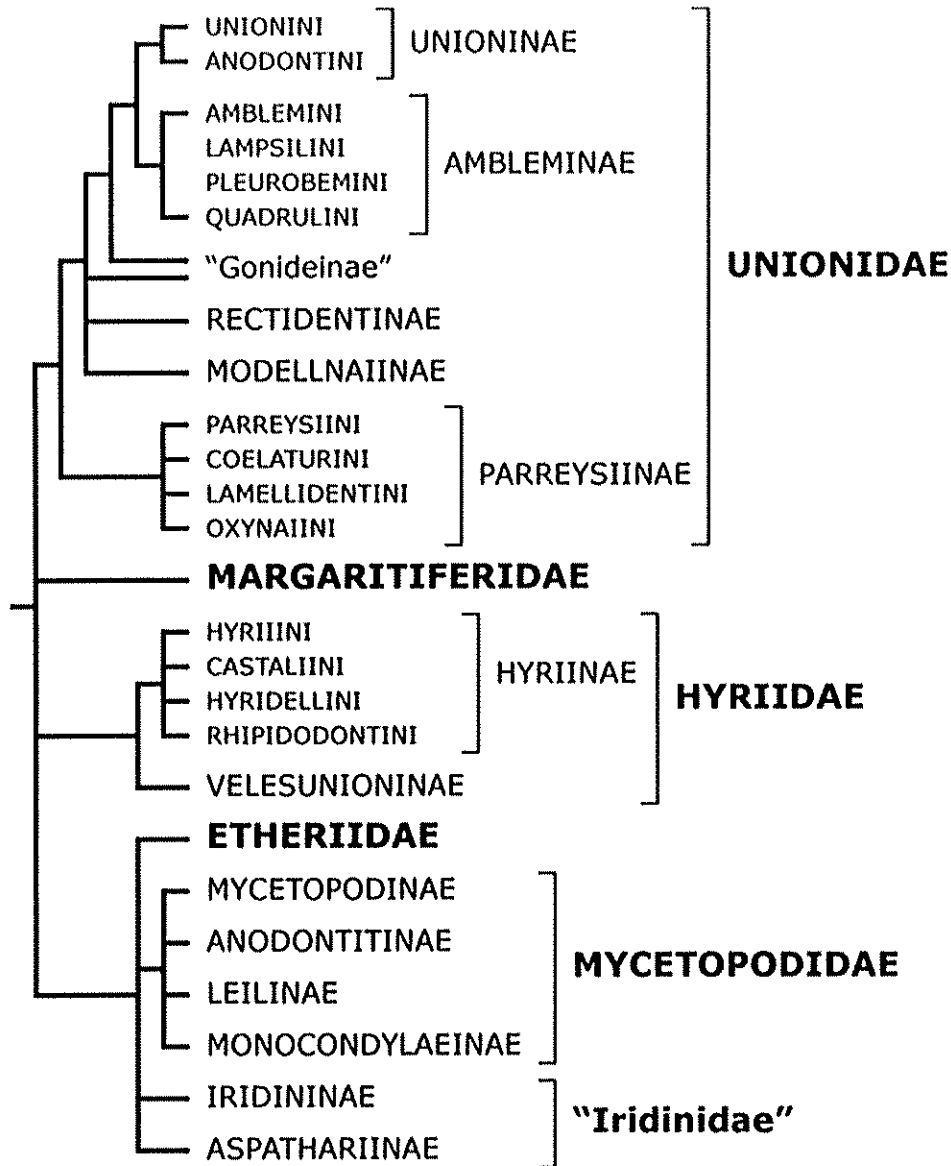 UNIONINI
ANODONTINI
UNIONINAE
AMBLEMINI
LAMPSILINI
PLEUROBEMINI
QUADRULINI
AMBLEMINAE
“Gonideinae”
UNIONIDAE
RECTIDENTINAE
MODELLNAIINAE
PARREYSIINI
COELATURINI
LAMELLIDENTINI
OXYNAIINI
PARREYSIINAE
MARGARITIFERIDAE
HYRIIINI
CASTALIINI
HYRIDELLINI
RHIPIDODONTINI
HYRIINAE
HYRIIDAE
VELESUNIONINAE
ETHERIIDAE
MYCETOPODINAE
ANODONTITINAE
LEILINAE
MONOCONDYLAEINAE
MYCETOPODIDAE
IRIDININAE
ASPATHARIINAE
“Iridinidae”